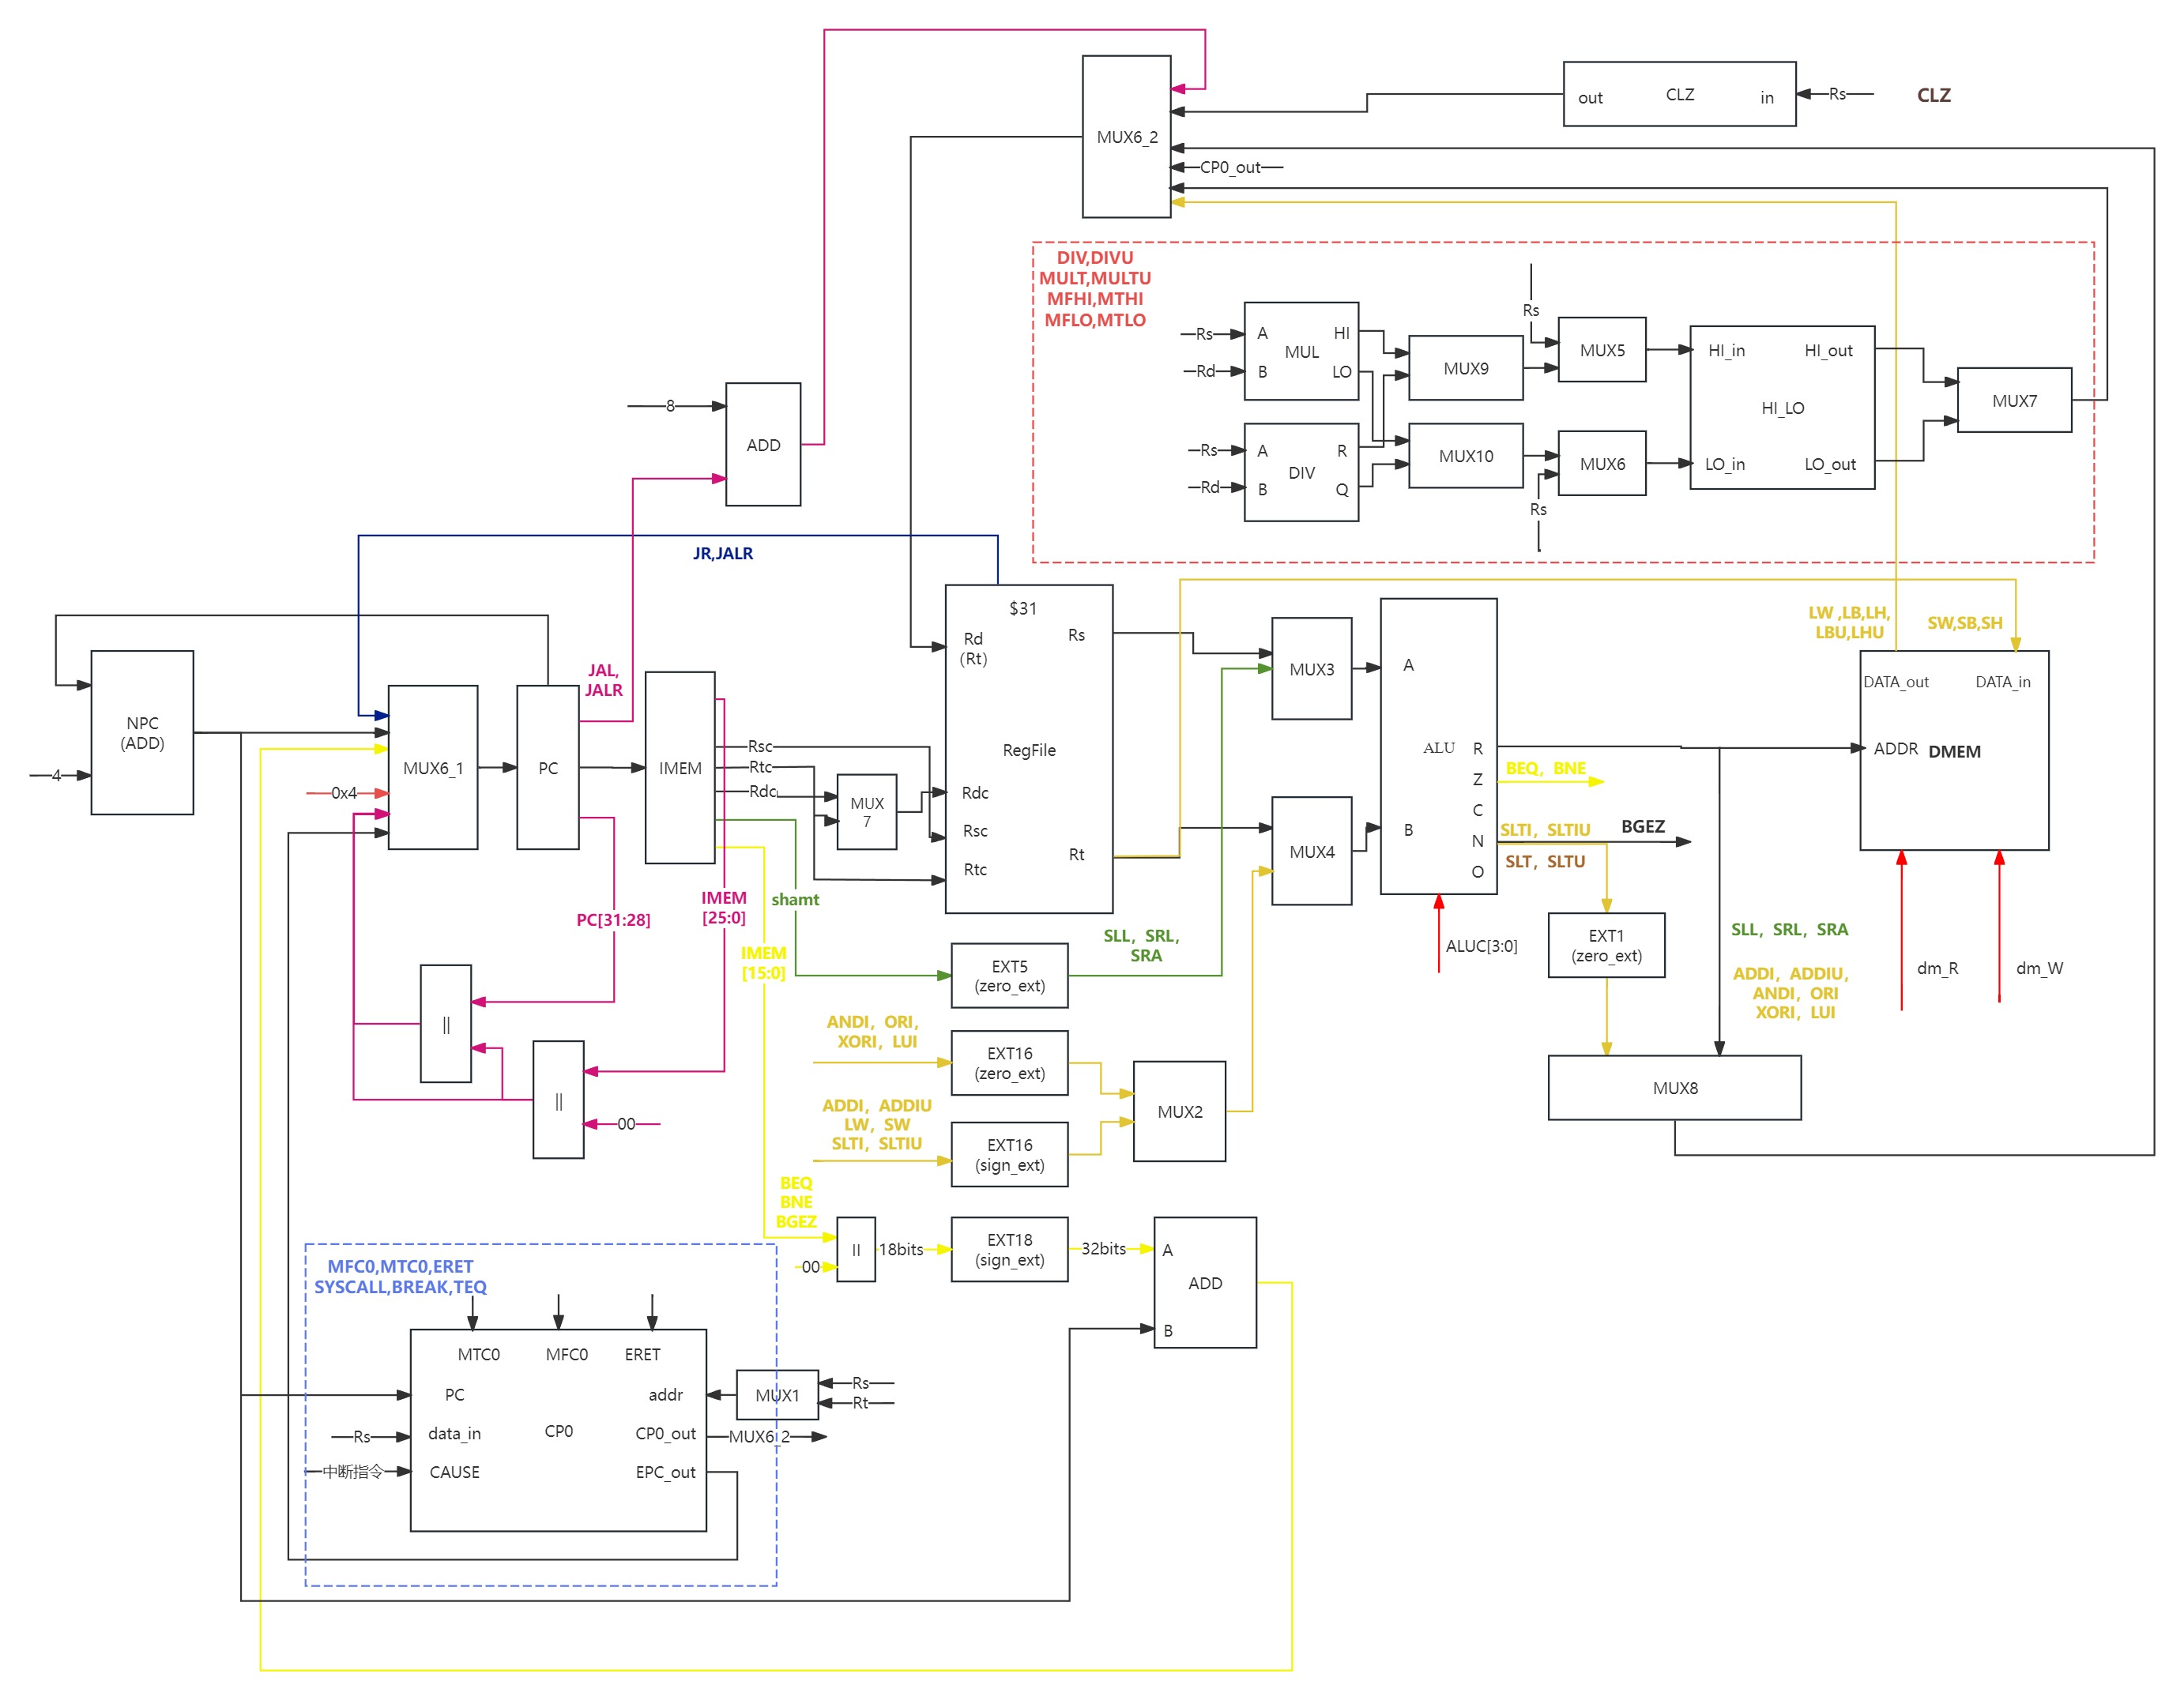 MUX6_2
out
CLZ
in
Rs
CLZ
CP0_out
DIV,DIVU
MULT,MULTU
MFHI,MTHI
MFLO,MTLO
Rs
Rs
A
HI
MUL
Rd
B
LO
MUX9
MUX5
HI_in
HI_out
HI_LO
MUX7
Rs
A
R
DIV
Rd
B
Q
MUX10
MUX6
LO_in
LO_out
Rs
8
ADD
JR,JALR
$31
Rd
(Rt)
Rs
RegFile
Rdc
Rsc
Rtc
Rt
NPC
(ADD)
4
0x4
MUX6_1
PC
JAL,
JALR
IMEM
Rsc
Rtc
Rdc
MUX
7
MUX3
MUX4
A
B
ALU
R
Z
C
N
O
BEQ, BNE
SLTI, SLTIU
SLT, SLTU
BGEZ
LW ,LB,LH,
LBU,LHU
SW,SB,SH
DATA_out
DATA_in
ADDR
DMEM
PC[31:28]
IMEM
[25:0]
shamt
IMEM
[15:0]
SLL, SRL,
SRA
EXT5
(zero_ext)
ALUC[3:0]
EXT1
(zero_ext)
SLL, SRL, SRA
ADDI, ADDIU,
ANDI, ORI
XORI, LUI
dm_R
dm_W
||
||
00
ANDI, ORI,
XORI, LUI
EXT16
(zero_ext)
ADDI, ADDIU
LW, SW
SLTI, SLTIU
EXT16
(sign_ext)
MUX2
MUX8
BEQ
BNE
BGEZ
00
||
18bits
EXT18
(sign_ext)
32bits
A
ADD
B
MFC0,MTC0,ERET
SYSCALL,BREAK,TEQ
MTC0
MFC0
ERET
PC
addr
MUX1
Rs
Rt
Rs
data_in
CP0
CP0_out
MUX6_2
中断指令
CAUSE
EPC_out